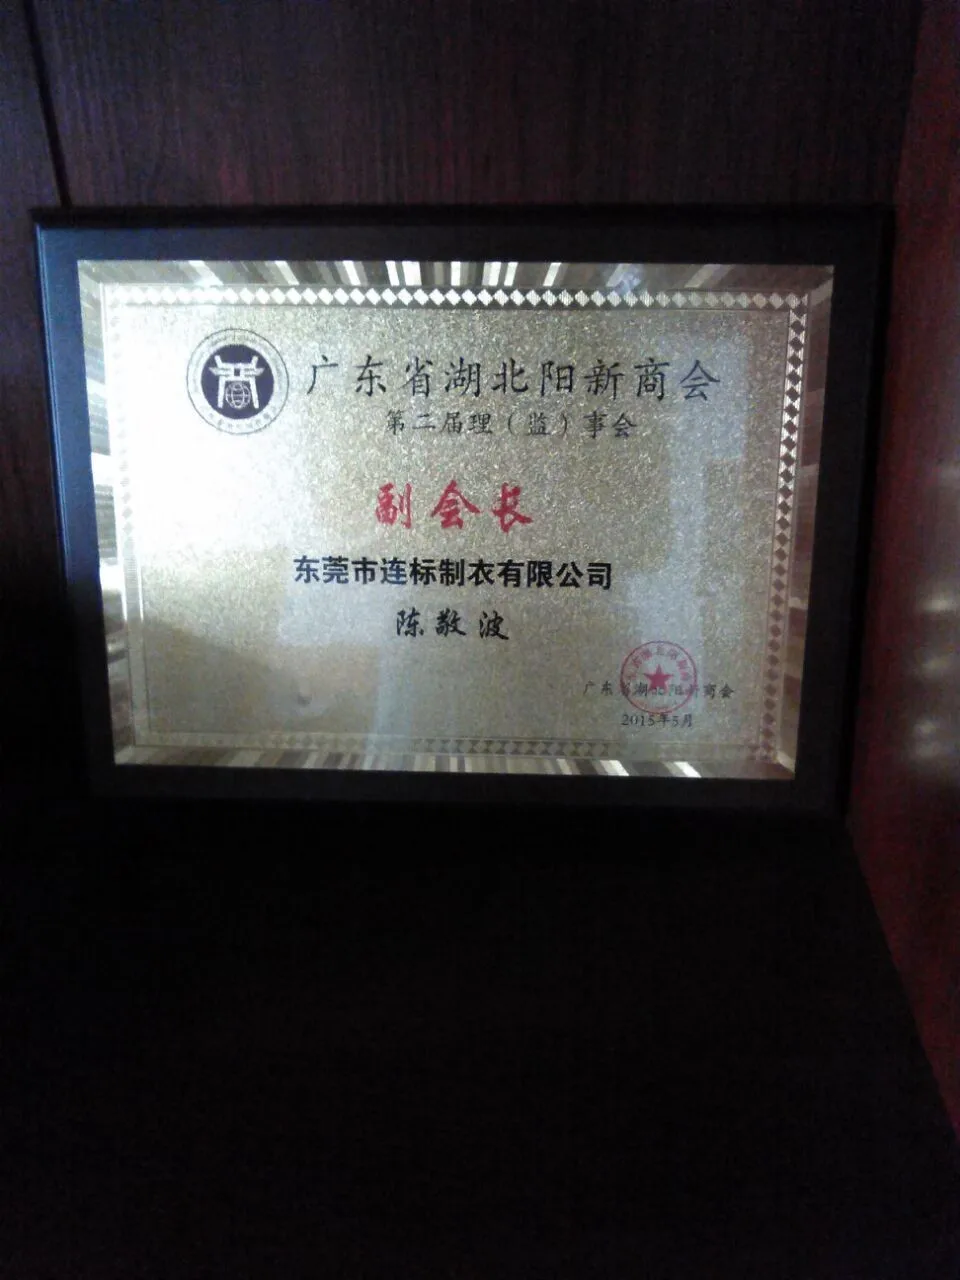 广东省湖北阳新商会
第二届理（监）事会
副会长
东莞市连标制衣有限公司
陈敬波
广东省湖北阳新商会
2015年5月